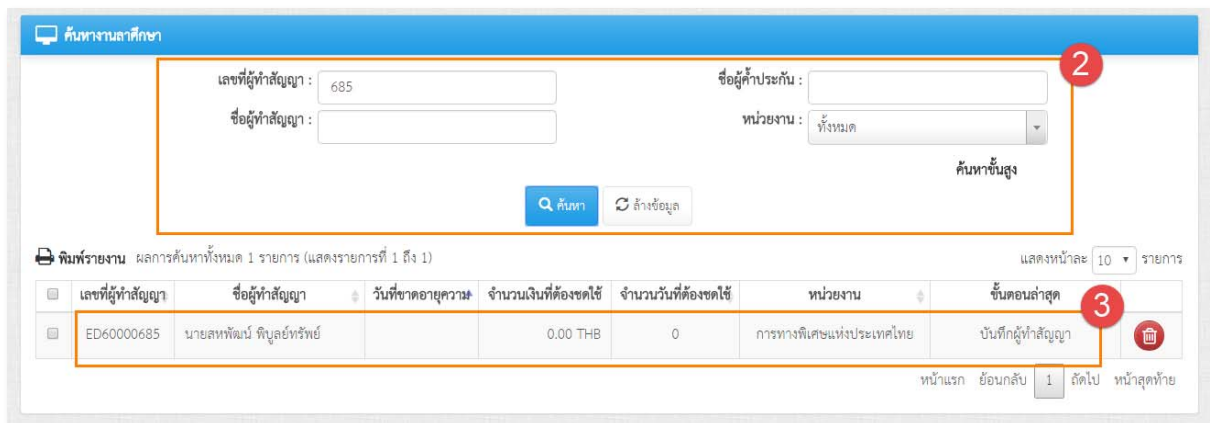 ค้นหางานลาศึกษา
เลขที่ผู้ทำสัญญา : 685 ชื่อผู้ค้ำประกัน :
2
ชื่อผู้ทำสัญญา : หน่วยงาน : ทั้งหมด
ค้นหาขั้นสูง
ค้นหา ล้างข้อมูล
พิมพ์รายงาน ผลการค้นหาทั้งหมด 1 รายการ (แสดงรายการที่ 1 ถึง 1) แสดงหน้าละ 10 รายการ
เลขที่ผู้ทำสัญญา ชื่อผู้ทำสัญญา วันที่ขาดอายุความ จำนวนเงินที่ต้องชดใช้ จำนวนวันที่ต้องชดใช้ หน่วยงาน ขั้นตอนล่าสุด
3
ED60000685 นายสหพัฒน์ พิบูลย์ทรัพย์ 0.00 THB 0 การทางพิเศษแห่งประเทศไทย บันทึกผู้ทำสัญญา
หน้าแรก ย้อนกลับ 1 ถัดไป หน้าสุดท้าย